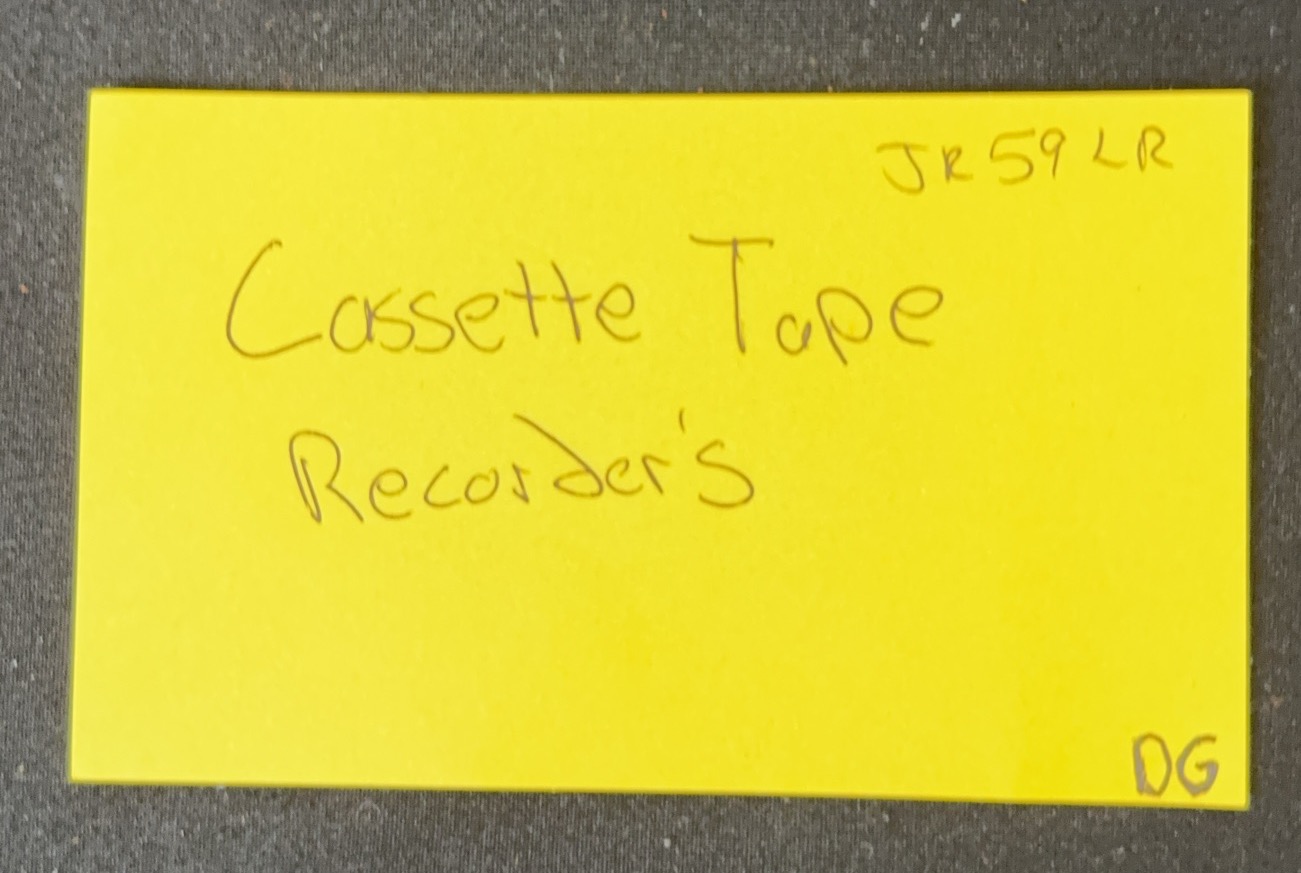 JR59LR
Cassette Tape
Recorder's
DG